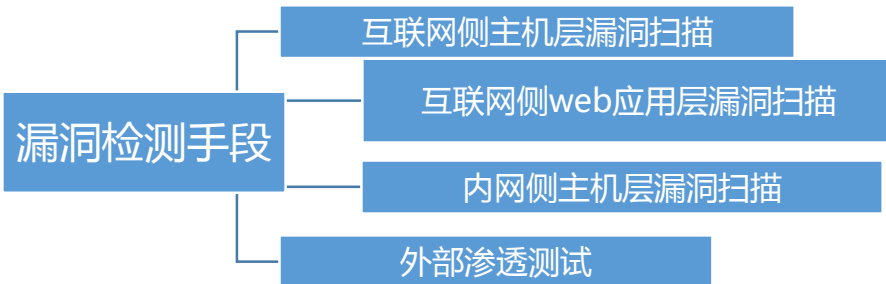 互联网侧主机层漏洞扫描
互联网侧web应用层漏洞扫描
漏洞检测手段
内网侧主机层漏洞扫描
外部渗透测试